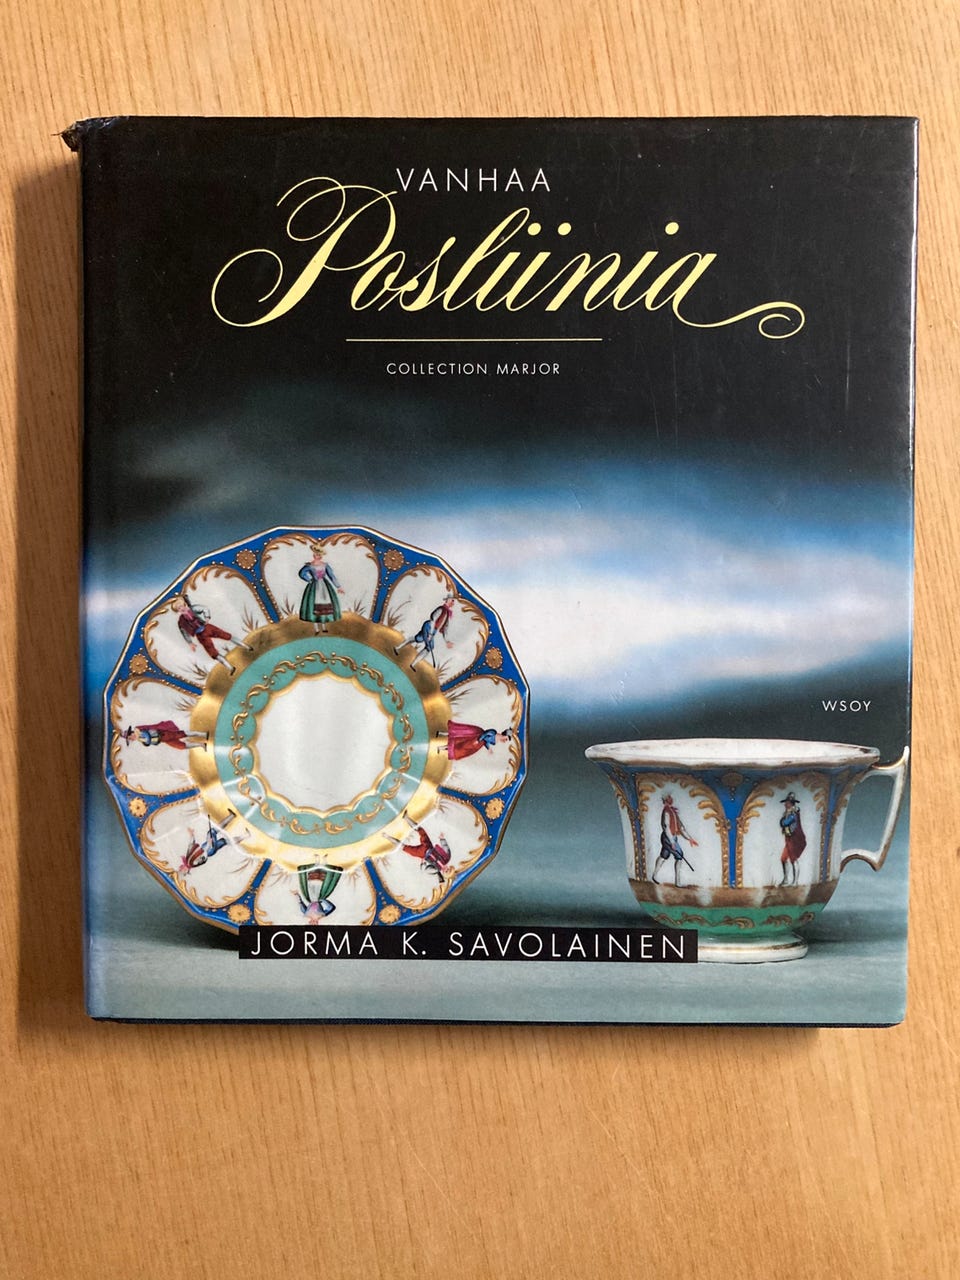 VANHAA
Posliinia
COLLECTION MARJOR
WSOY
JORMA K. SAVOLAINEN